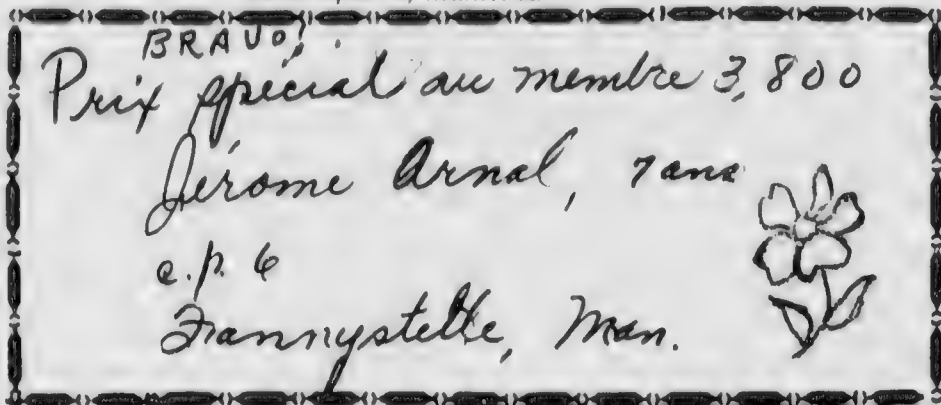 BRAVO!
Prix spécial au membre 3,800
Jérome Arnal, 7 ans
c.p. 6
Fannystelle, Man.